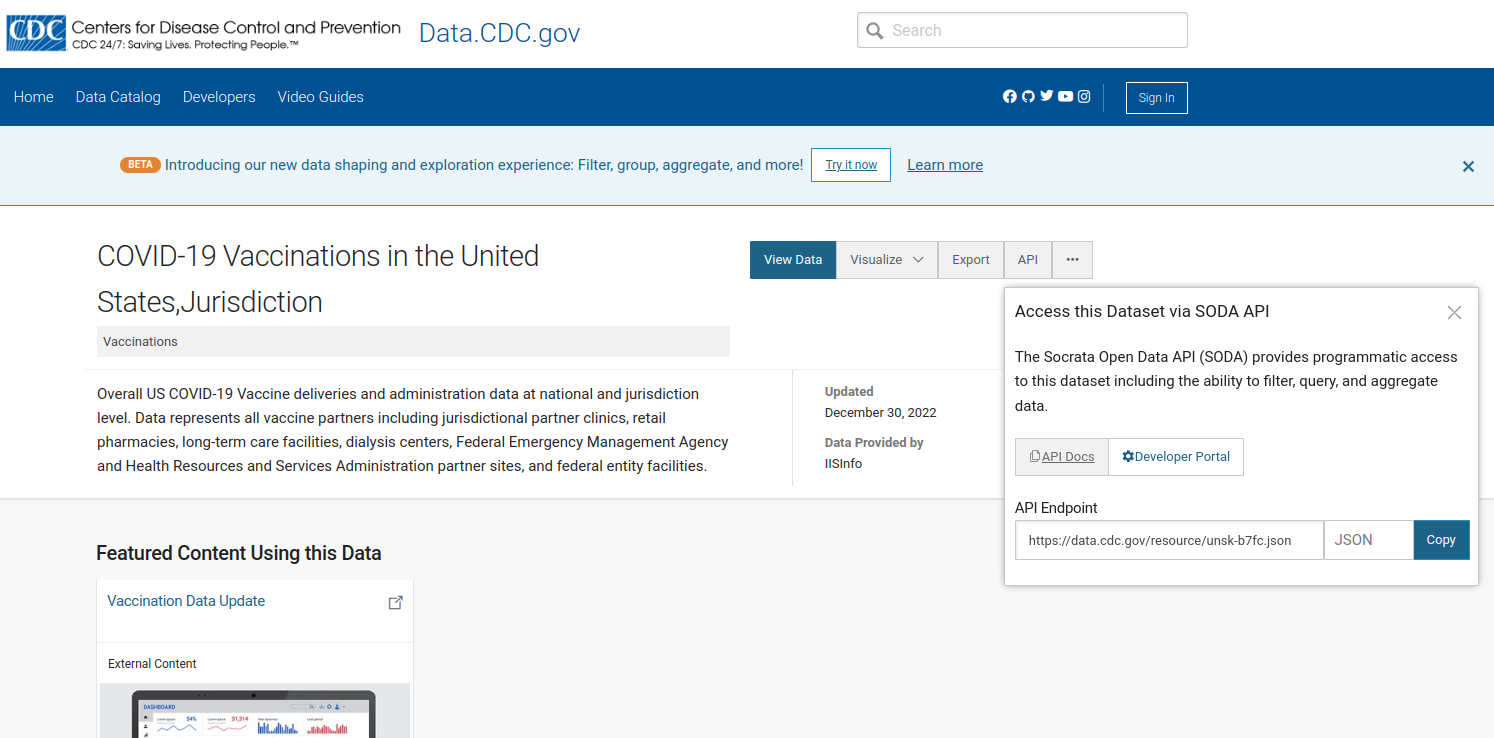 CDC
Centers for Disease Control and Prevention
CDC 24/7: Saving Lives. Protecting People.™
Data.CDC.gov
Search
Home
Data Catalog
Developers
Video Guides
Sign In
BETA Introducing our new data shaping and exploration experience: Filter, group, aggregate, and more!
Try it now
Learn more
COVID-19 Vaccinations in the United
States,Jurisdiction
View Data
Visualize
Export
API
Vaccinations
Overall US COVID-19 Vaccine deliveries and administration data at national and jurisdiction
level. Data represents all vaccine partners including jurisdictional partner clinics, retail
pharmacies, long-term care facilities, dialysis centers, Federal Emergency Management Agency
and Health Resources and Services Administration partner sites, and federal entity facilities.
Updated
December 30, 2022
Data Provided by
IISInfo
Access this Dataset via SODA API
The Socrata Open Data API (SODA) provides programmatic access
to this dataset including the ability to filter, query, and aggregate
data.
API Docs
Developer Portal
API Endpoint
https://data.cdc.gov/resource/unsk-b7fc.json
JSON
Copy
Featured Content Using this Data
Vaccination Data Update
External Content
DASHBOARD
54%
$1,314